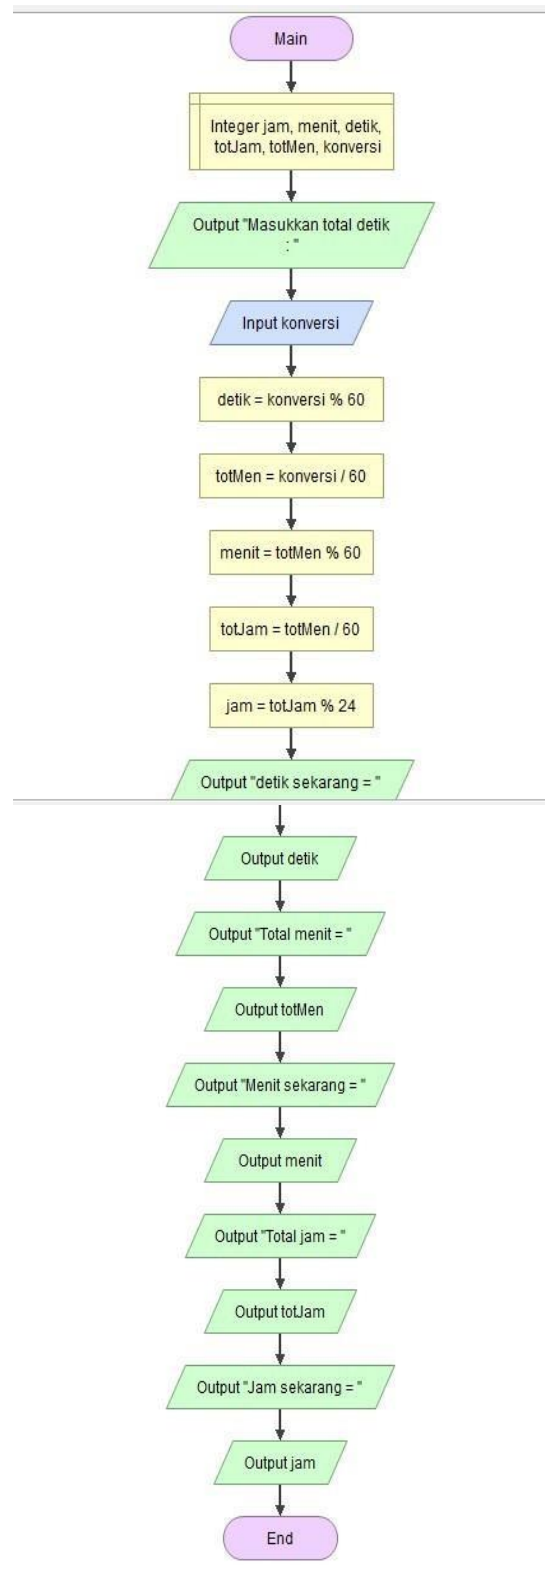 Main
Integer jam, menit, detik,
totJam, totMen, konversi
Output "Masukkan total detik
: "
Input konversi
detik = konversi % 60
totMen = konversi / 60
menit = totMen % 60
totJam = totMen / 60
jam = totJam % 24
Output "detik sekarang = "
Output detik
Output "Total menit = "
Output totMen
Output "Menit sekarang = "
Output menit
Output "Total jam = "
Output totJam
Output "Jam sekarang = "
Output jam
End